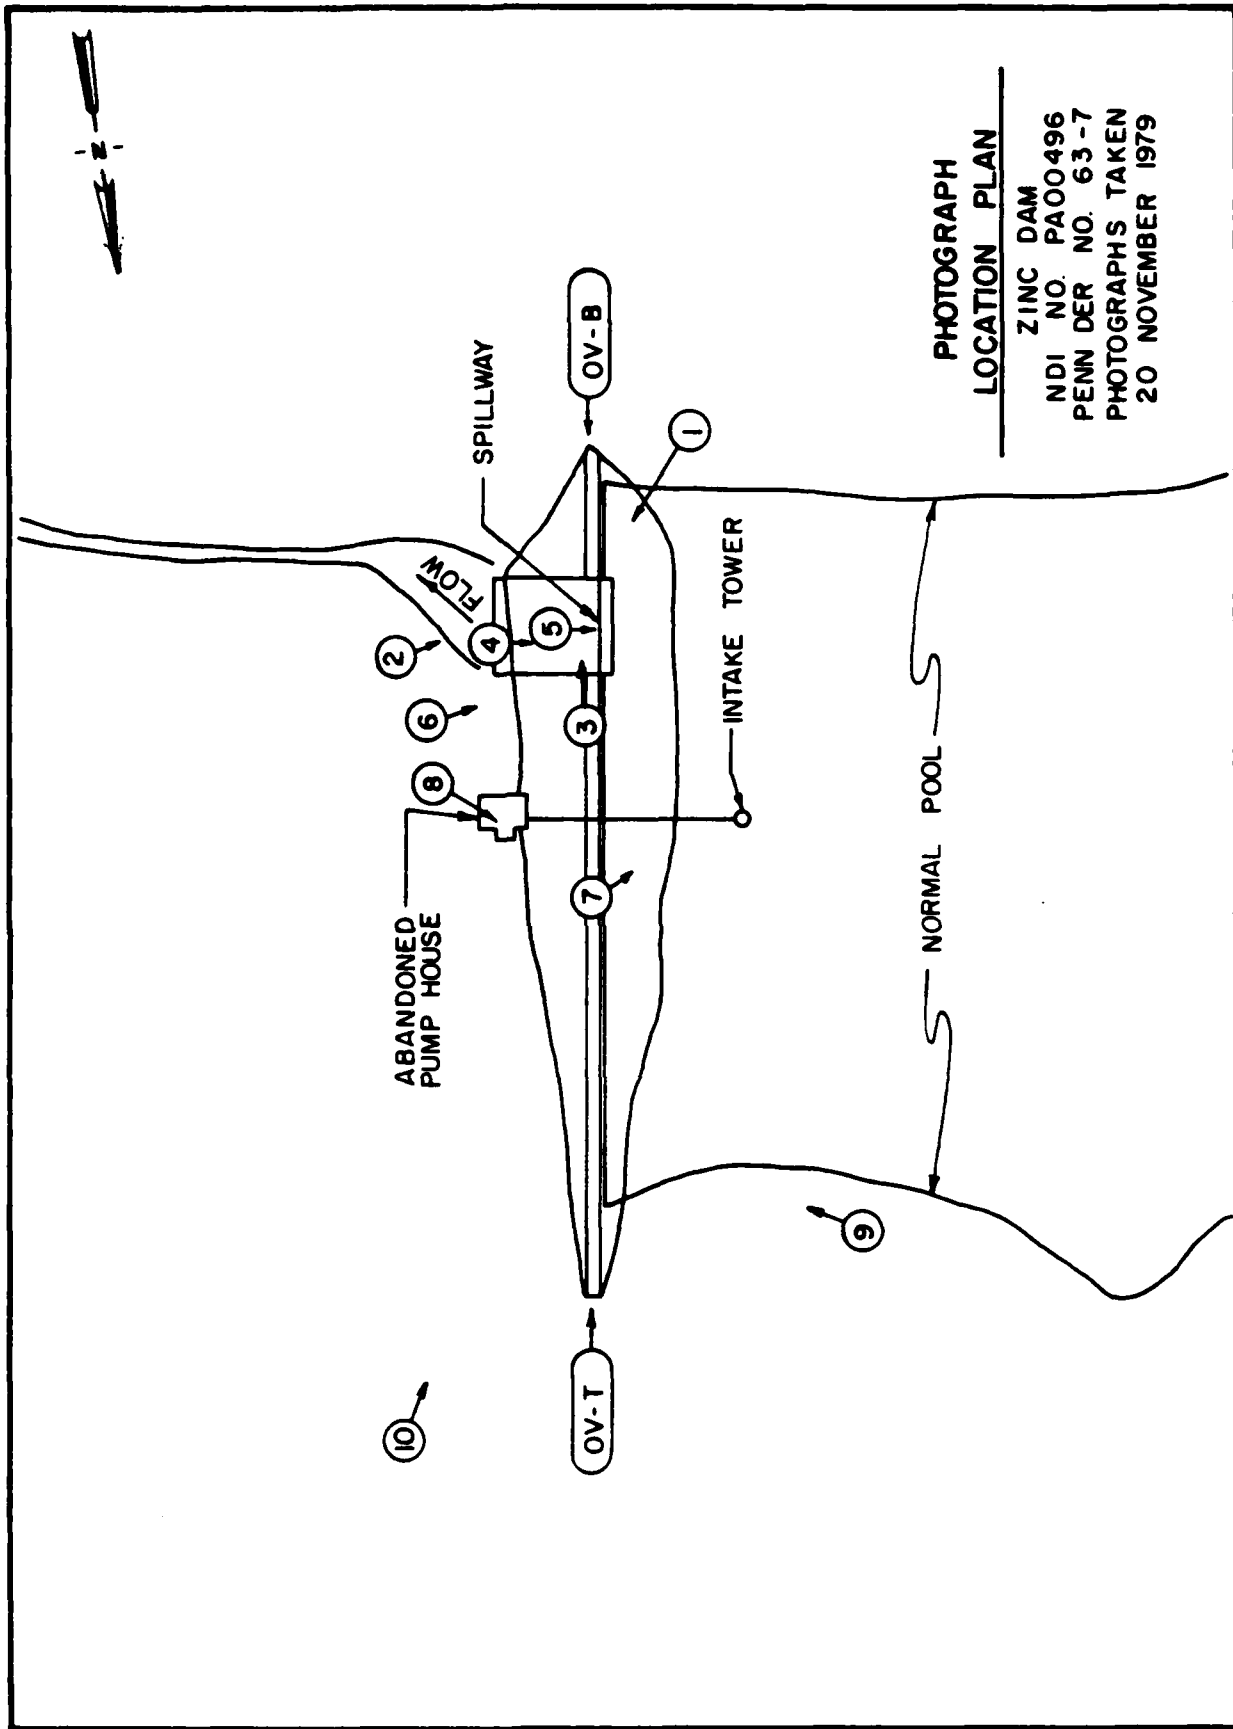 N
OV-B
SPILLWAY
1
FLOW
2
4
5
6
3
INTAKE TOWER
8
ABANDONED
PUMP HOUSE
7
NORMAL POOL
9
OV-T
10
PHOTOGRAPH
LOCATION PLAN
ZINC DAM
NDI NO. PA00496
PENN DER NO. 63-7
PHOTOGRAPHS TAKEN
20 NOVEMBER 1979